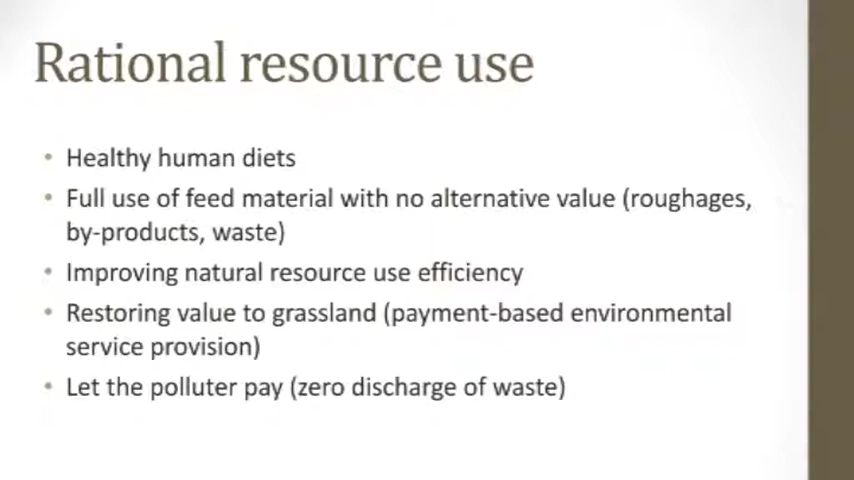 Rational resource use
• Healthy human diets
• Full use of feed material with no alternative value (roughages,
by-products, waste)
• Improving natural resource use efficiency
• Restoring value to grassland (payment-based environmental
service provision)
• Let the polluter pay (zero discharge of waste)